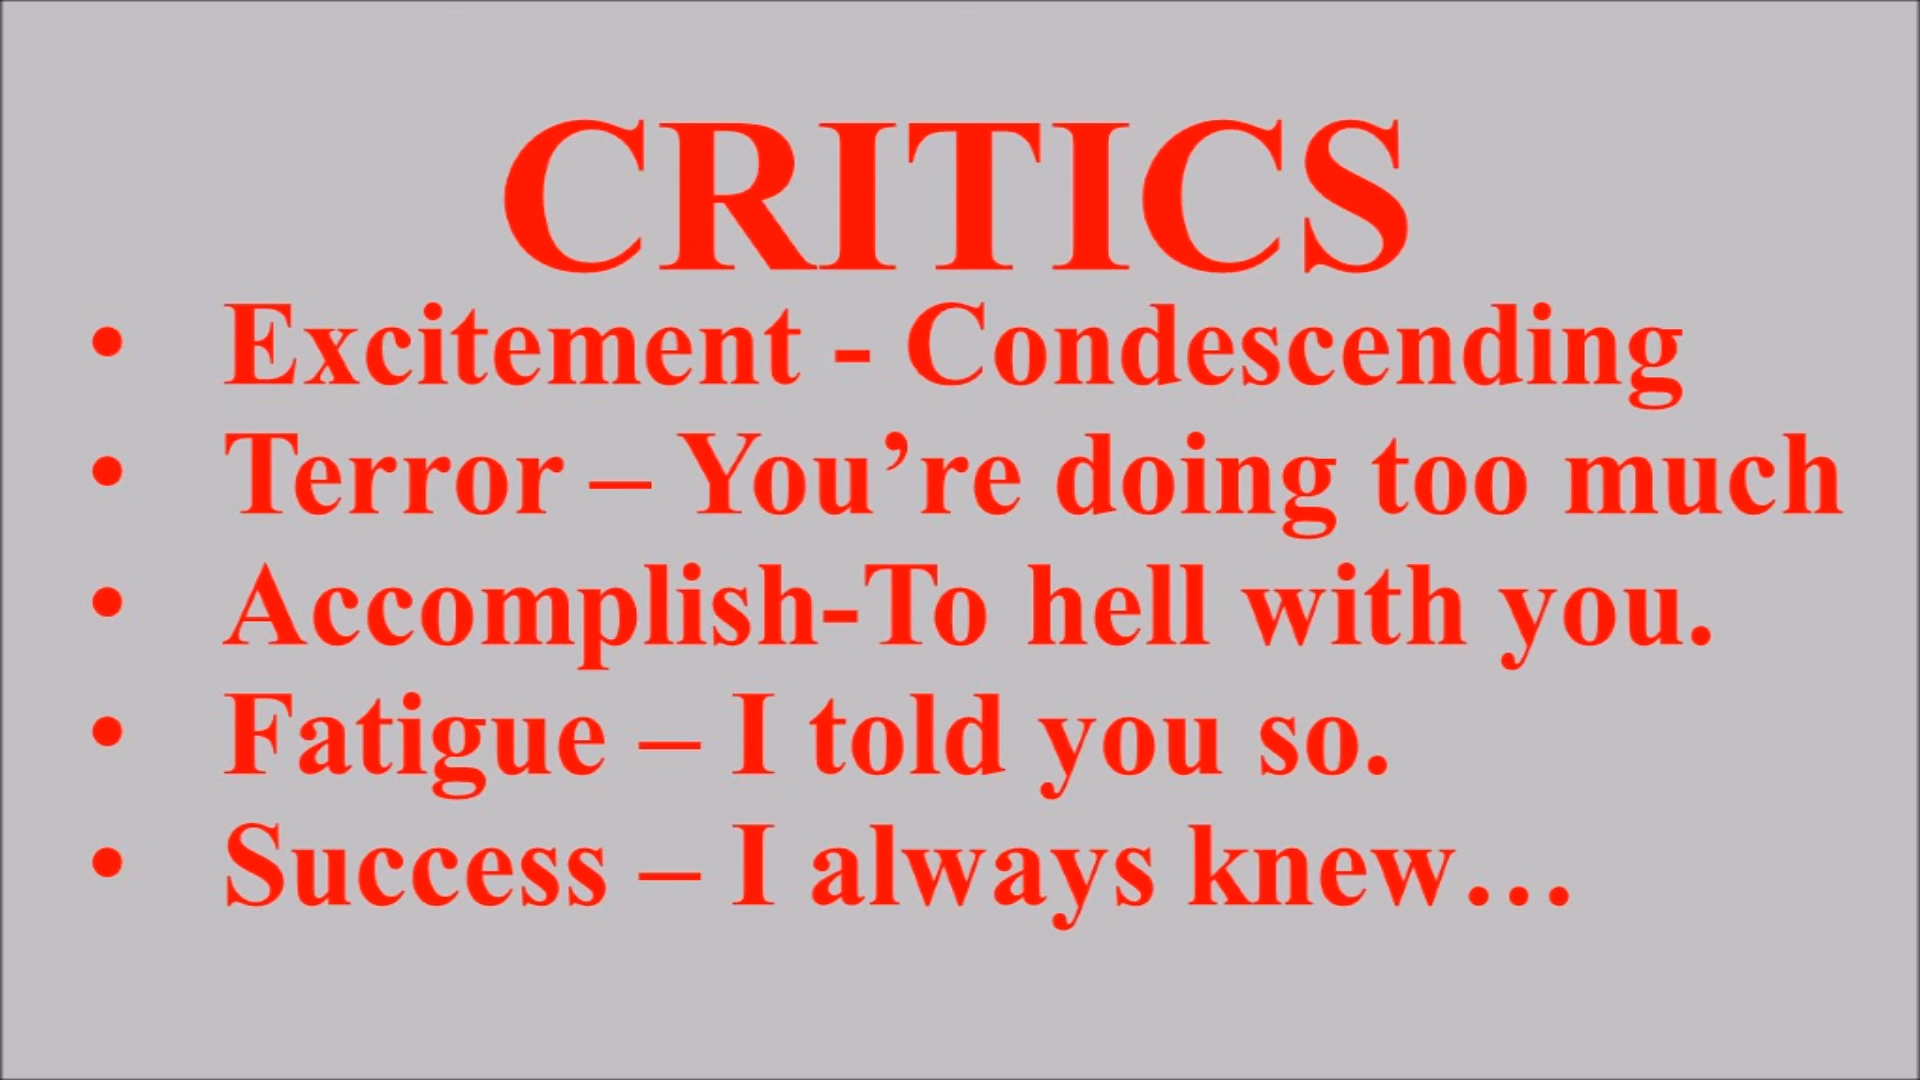 CRITICS
• Excitement - Condescending
• Terror – You’re doing too much
• Accomplish-To hell with you.
• Fatigue – I told you so.
• Success – I always knew…